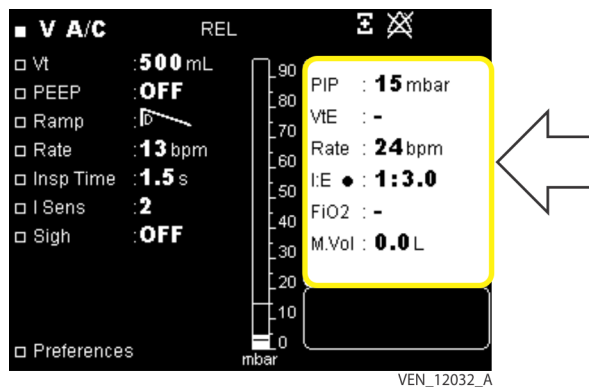 V A/C REL
Vt :500 mL
PEEP :OFF
Ramp : D
Rate :13 bpm
Insp Time :1.5 s
I Sens :2
Sigh :OFF
Preferences
90
80
70
60
50
40
30
20
10
0
mbar
PIP : 15 mbar
VtE : -
Rate : 24 bpm
I:E : 1:3.0
FiO2 : -
M.Vol : 0.0 L
VEN_12032_A